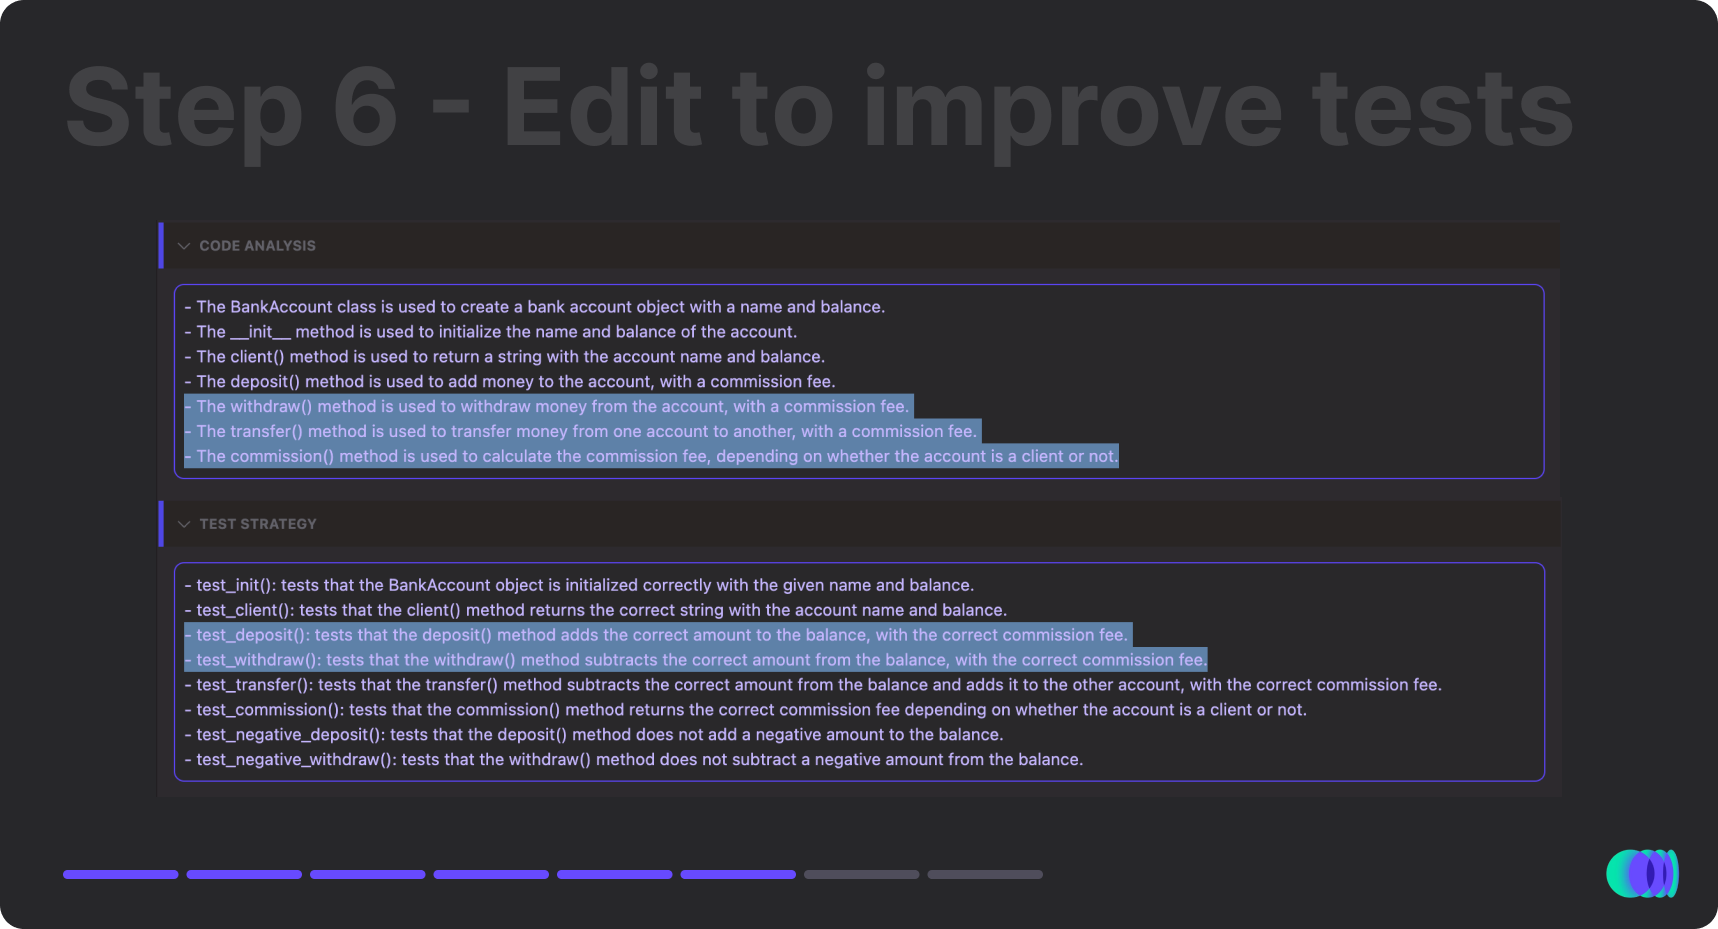 Step 6 - Edit to improve tests
CODE ANALYSIS
- The BankAccount class is used to create a bank account object with a name and balance.
- The __init__ method is used to initialize the name and balance of the account.
- The client() method is used to return a string with the account name and balance.
- The deposit() method is used to add money to the account, with a commission fee.
- The withdraw() method is used to withdraw money from the account, with a commission fee.
- The transfer() method is used to transfer money from one account to another, with a commission fee.
- The commission() method is used to calculate the commission fee, depending on whether the account is a client or not.
TEST STRATEGY
- test_init(): tests that the BankAccount object is initialized correctly with the given name and balance.
- test_client(): tests that the client() method returns the correct string with the account name and balance.
- test_deposit(): tests that the deposit() method adds the correct amount to the balance, with the correct commission fee.
- test_withdraw(): tests that the withdraw() method subtracts the correct amount from the balance, with the correct commission fee.
- test_transfer(): tests that the transfer() method subtracts the correct amount from the balance and adds it to the other account, with the correct commission fee.
- test_commission(): tests that the commission() method returns the correct commission fee depending on whether the account is a client or not.
- test_negative_deposit(): tests that the deposit() method does not add a negative amount to the balance.
- test_negative_withdraw(): tests that the withdraw() method does not subtract a negative amount from the balance.